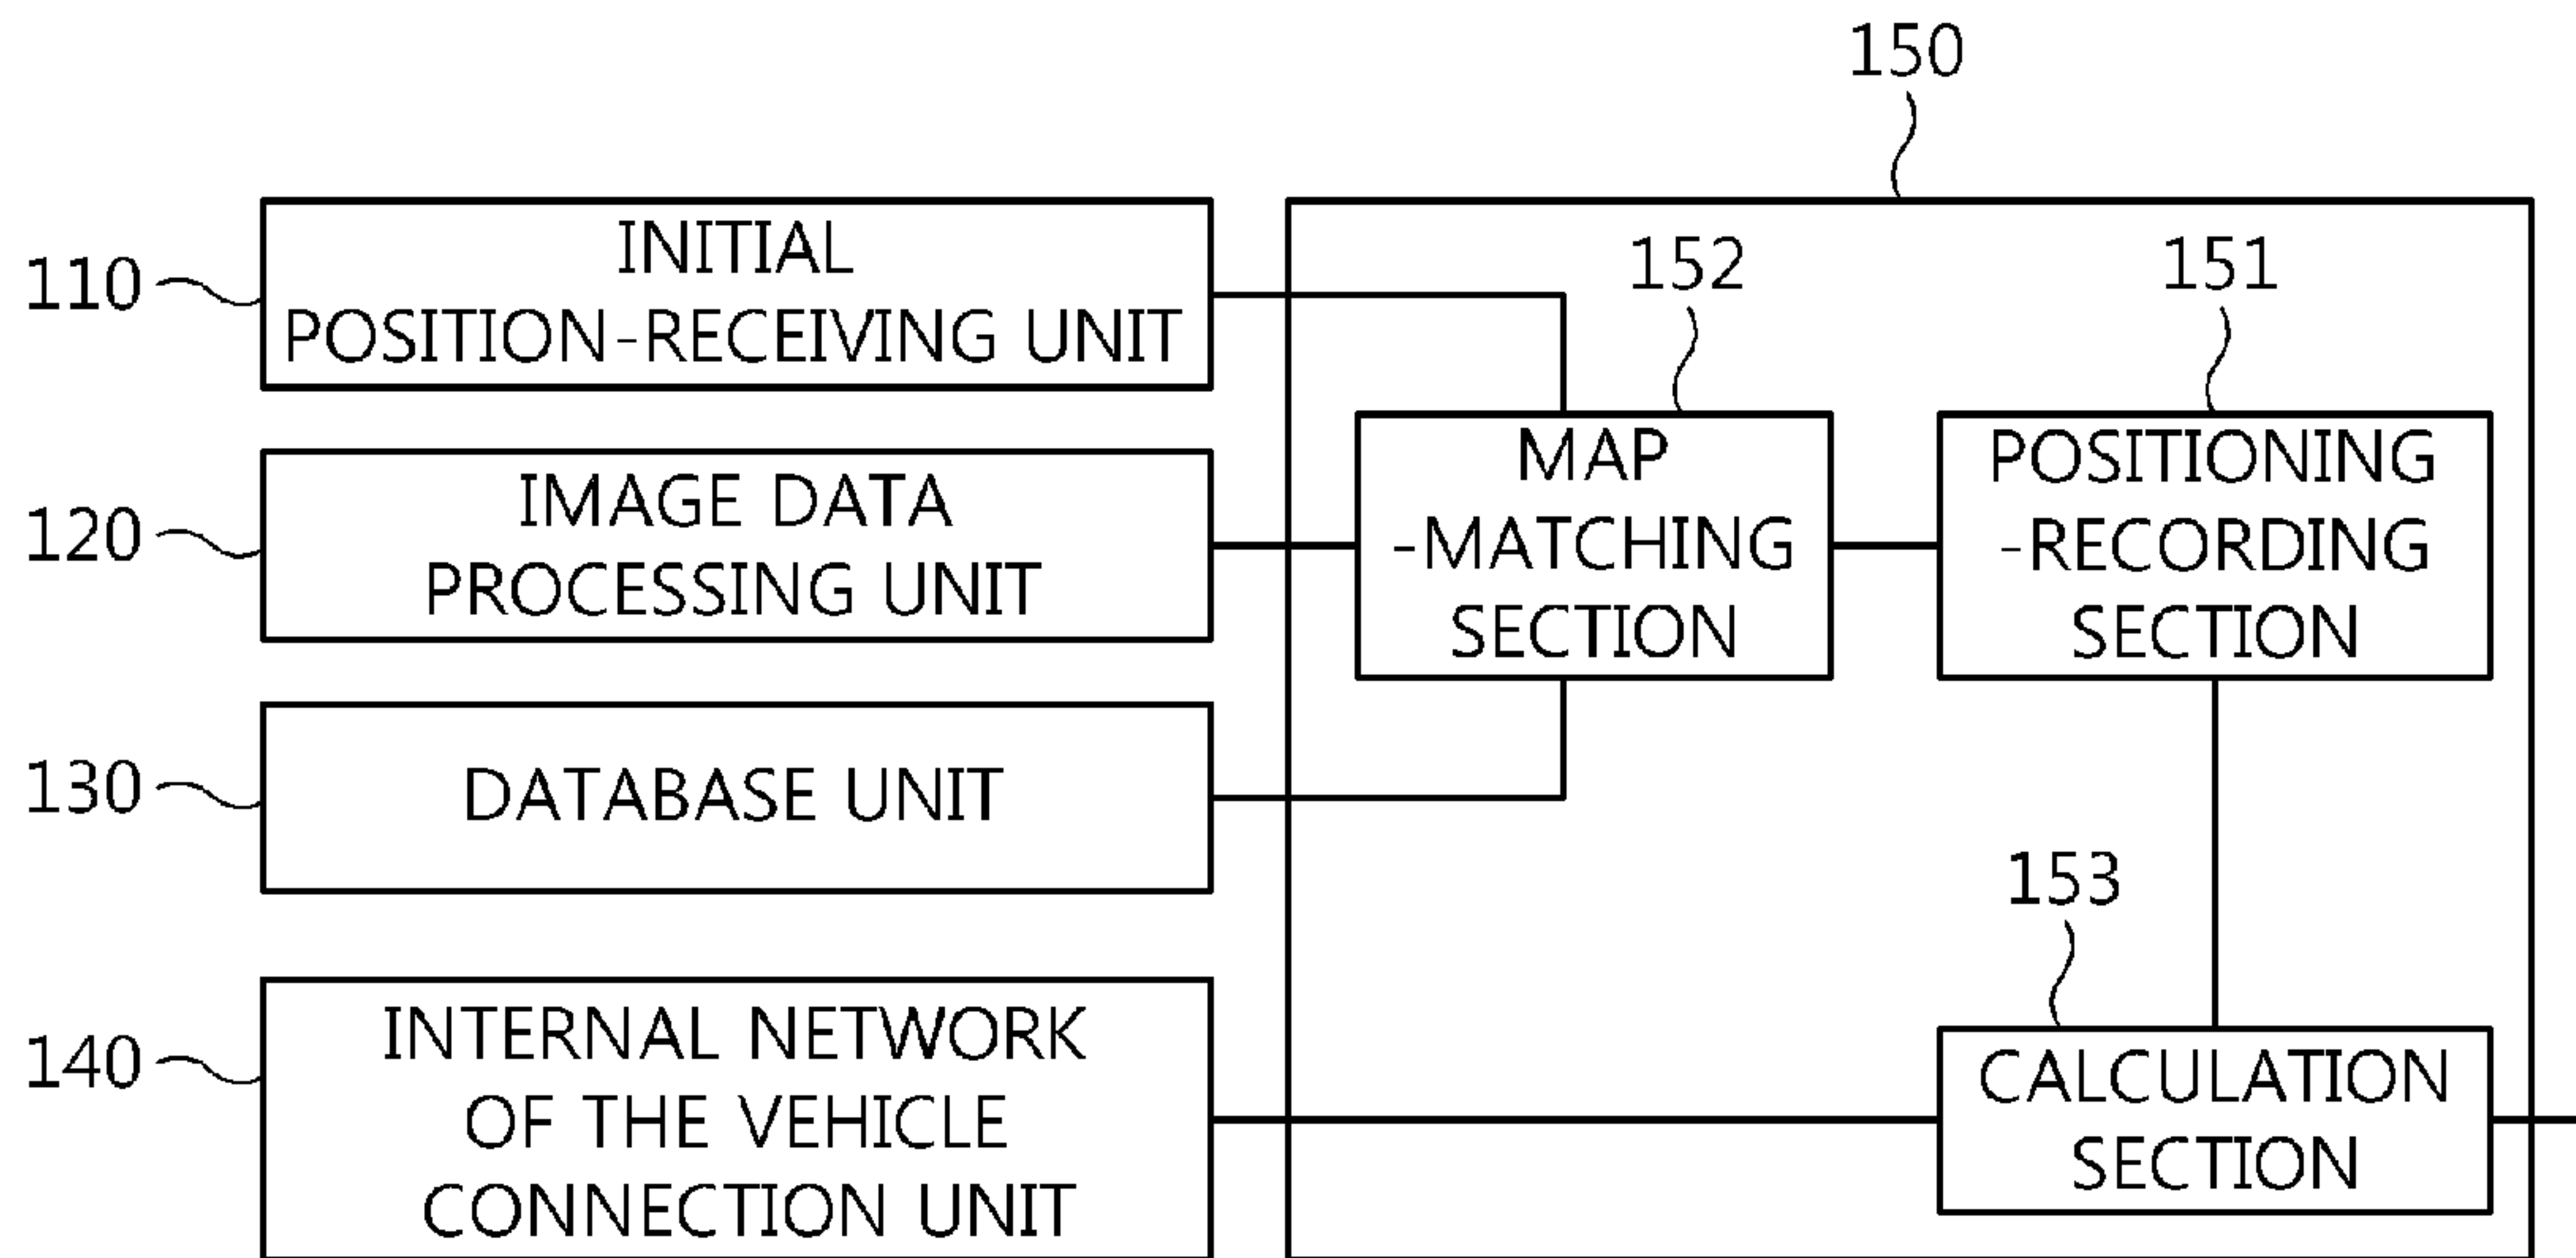 150
110
INITIAL
POSITION-RECEIVING UNIT
120
IMAGE DATA
PROCESSING UNIT
130
DATABASE UNIT
140
INTERNAL NETWORK
OF THE VEHICLE
CONNECTION UNIT
152
MAP
-MATCHING
SECTION
151
POSITIONING
-RECORDING
SECTION
153
CALCULATION
SECTION